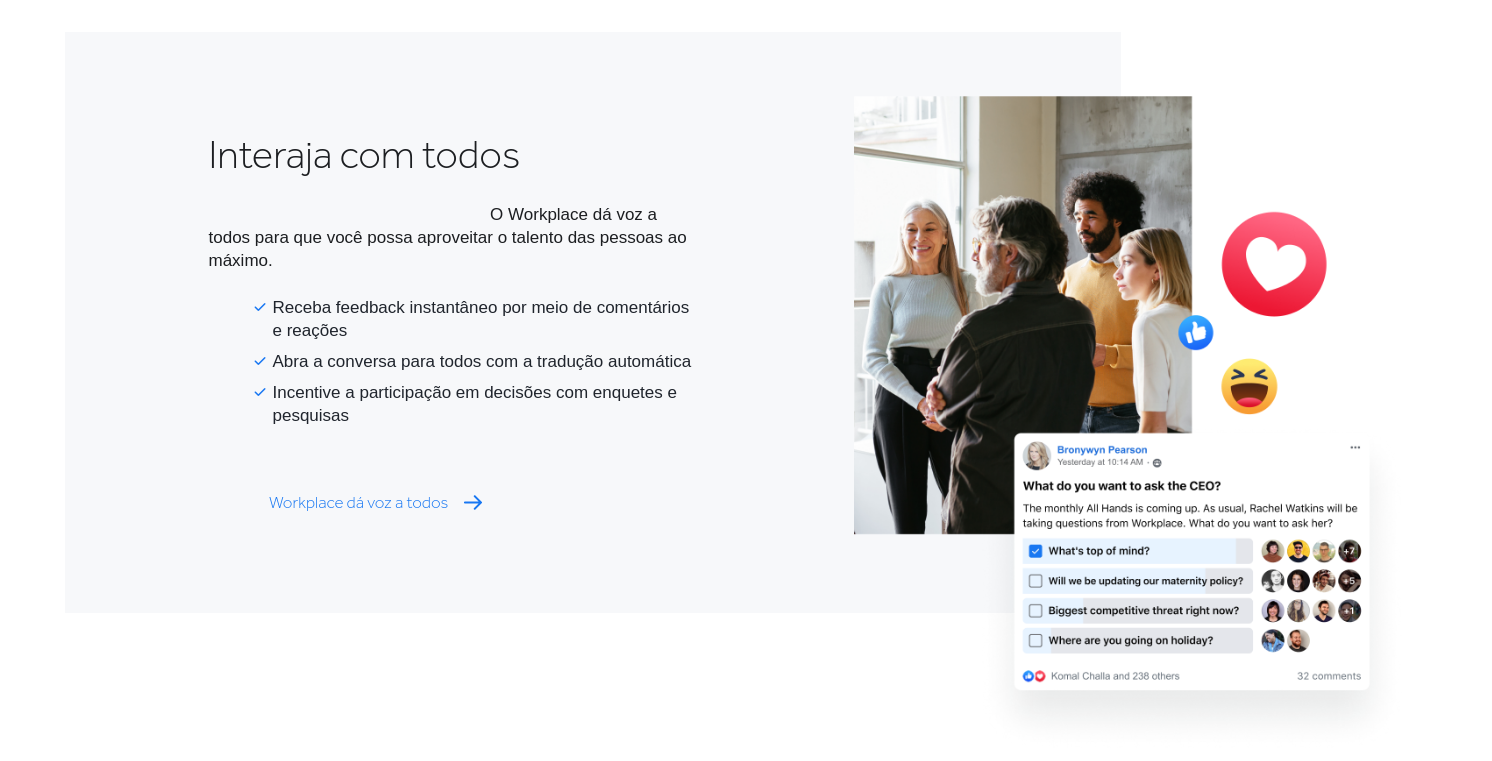 Interaja com todos
O Workplace dá voz a
todos para que você possa aproveitar o talento das pessoas ao
máximo.
Receba feedback instantâneo por meio de comentários
e reações
Abra a conversa para todos com a tradução automática
Incentive a participação em decisões com enquetes e
pesquisas
Workplace dá voz a todos
Bronywyn Pearson
Yesterday at 10:14 AM
What do you want to ask the CEO?
The monthly All Hands is coming up. As usual, Rachel Watkins will be
taking questions from Workplace. What do you want to ask her?
What's top of mind? +7
Will we be updating our maternity policy? +5
Biggest competitive threat right now? +1
Where are you going on holiday?
Komal Challa and 238 others 32 comments